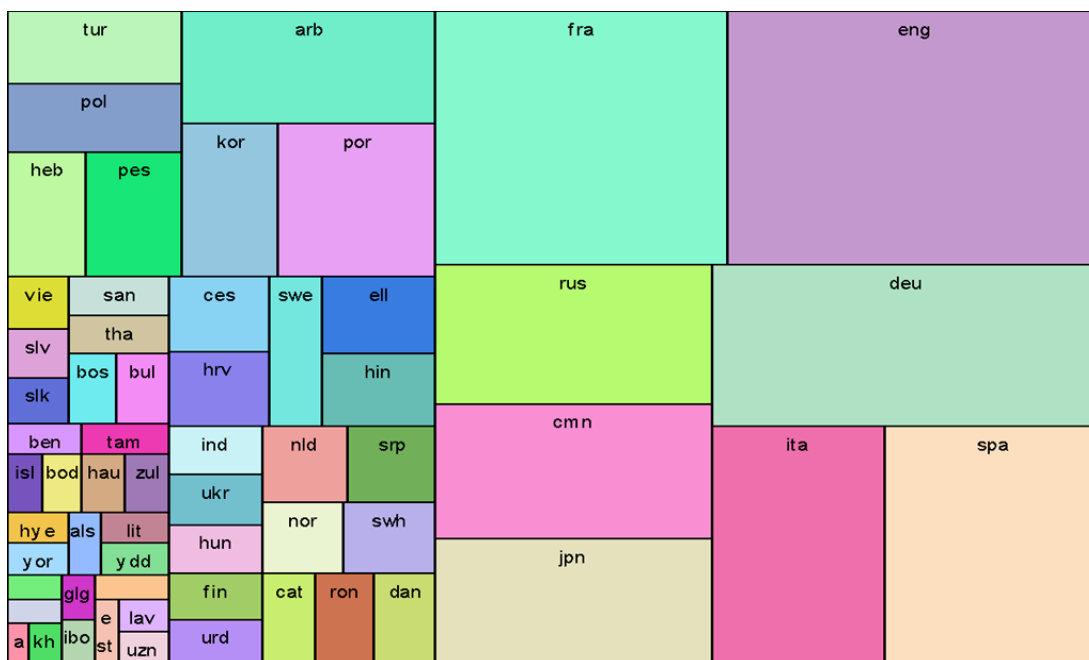 tur
arb
fra
eng
pol
kor
por
heb
pes
rus
deu
vie
san
ces
swe
ell
slv
tha
hrv
hin
slk
bos
bul
cmn
ita
spa
ben
tam
ind
nld
srp
isl
bod
hau
zul
ukr
hye
als
lit
nor
swh
yor
ydd
hun
jpn
glg
fin
cat
ron
dan
a
kh
ibo
e
st
lav
uzn
urd